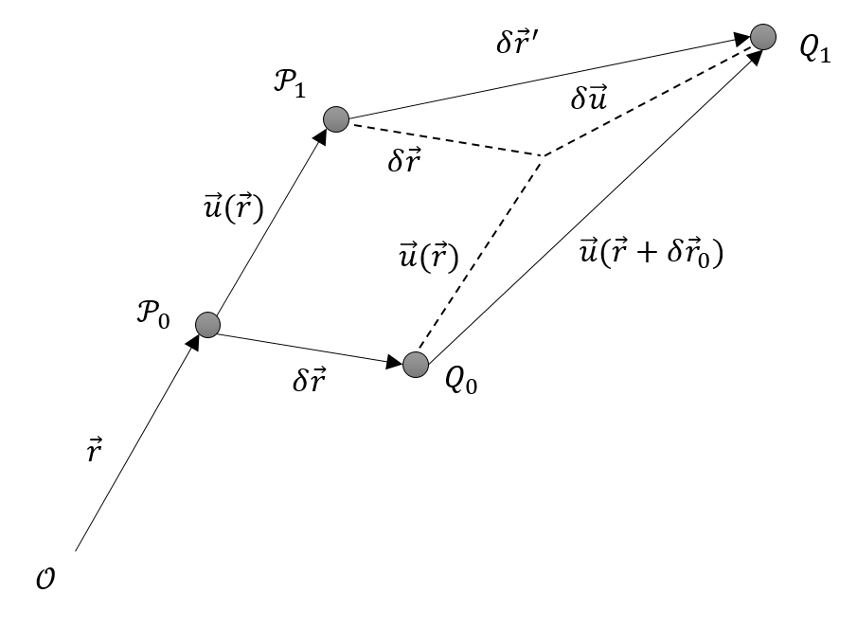 δr⃗′
Q₁
𝒫₁
δu⃗
δr⃗
u⃗(r⃗)
u⃗(r⃗)
u⃗(r⃗ + δr⃗₀)
𝒫₀
δr⃗
Q₀
r⃗
𝒪